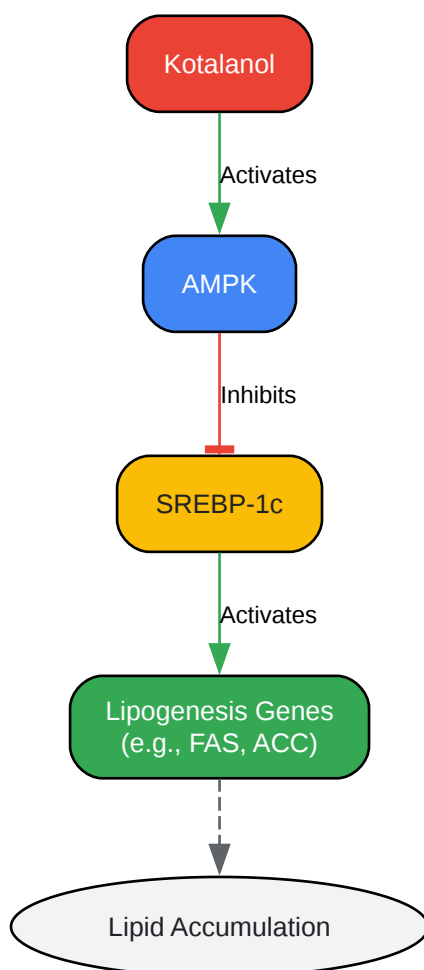 Kotalanol
Activates
AMPK
Inhibits
SREBP-1c
Activates
Lipogenesis Genes
(e.g., FAS, ACC)
Lipid Accumulation